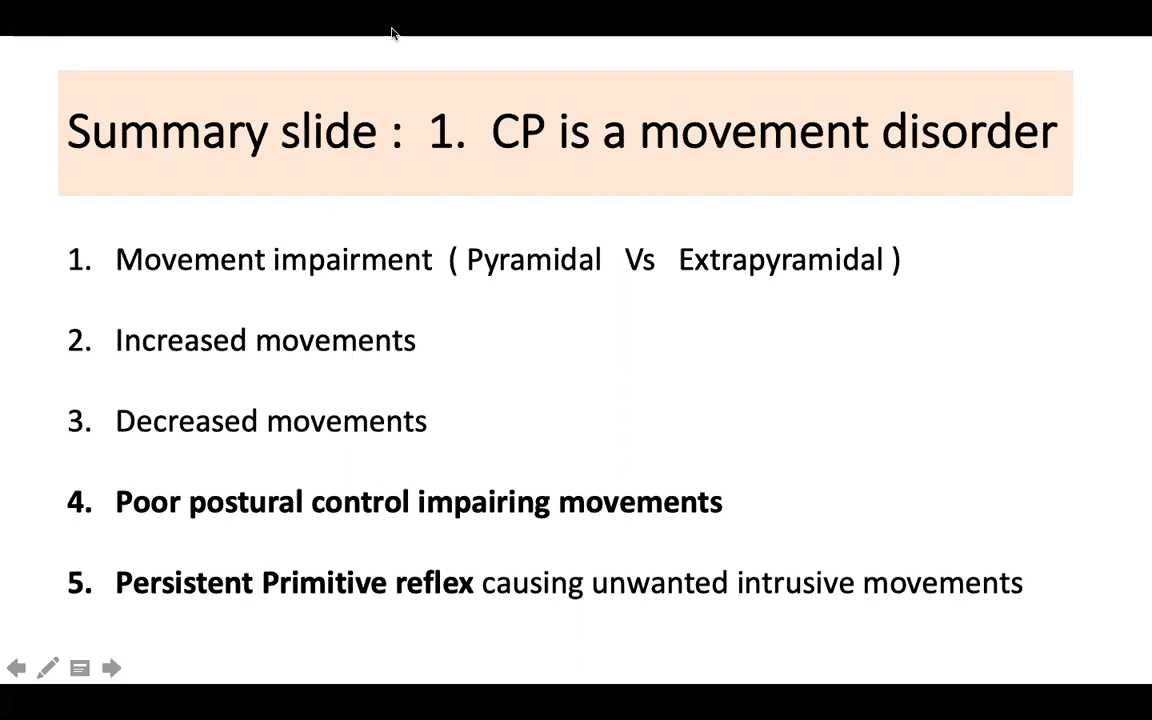 Summary slide : 1. CP is a movement disorder
1. Movement impairment ( Pyramidal Vs Extrapyramidal )
2. Increased movements
3. Decreased movements
4. Poor postural control impairing movements
5. Persistent Primitive reflex causing unwanted intrusive movements